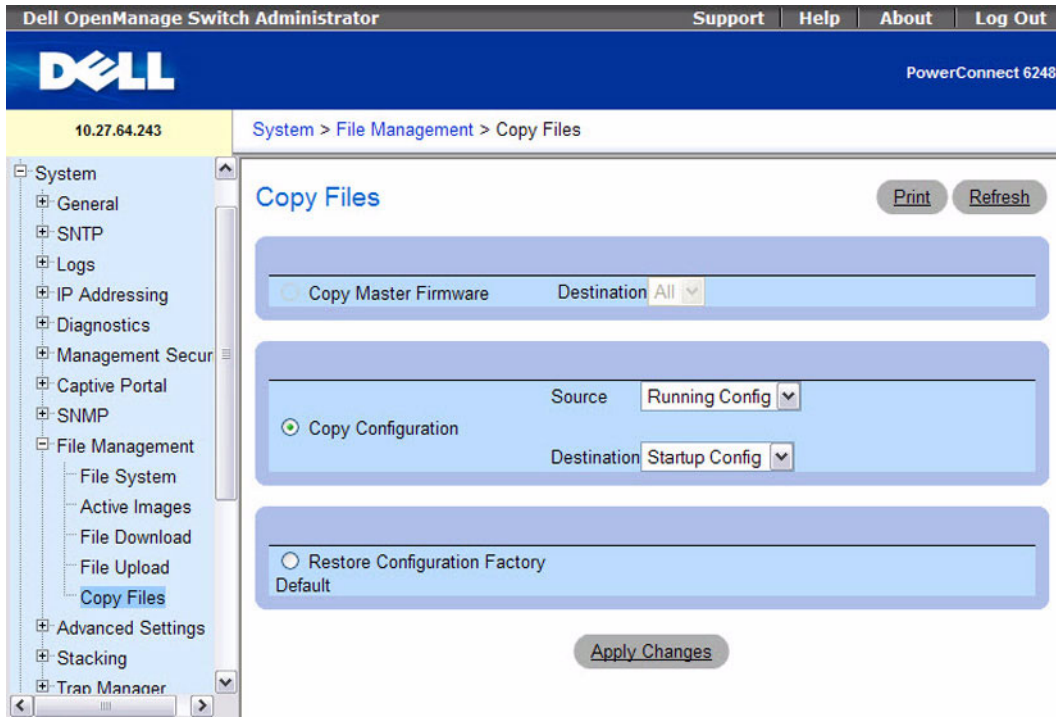 Dell OpenManage Switch Administrator
Support Help About Log Out
DELL
PowerConnect 6248
10.27.64.243
System > File Management > Copy Files
System
General
SNTP
Logs
IP Addressing
Diagnostics
Management Secur
Captive Portal
SNMP
File Management
File System
Active Images
File Download
File Upload
Copy Files
Advanced Settings
Stacking
Trap Manager
Copy Files
Print Refresh
Copy Master Firmware Destination All
Source Running Config
Copy Configuration
Destination Startup Config
Restore Configuration Factory
Default
Apply Changes